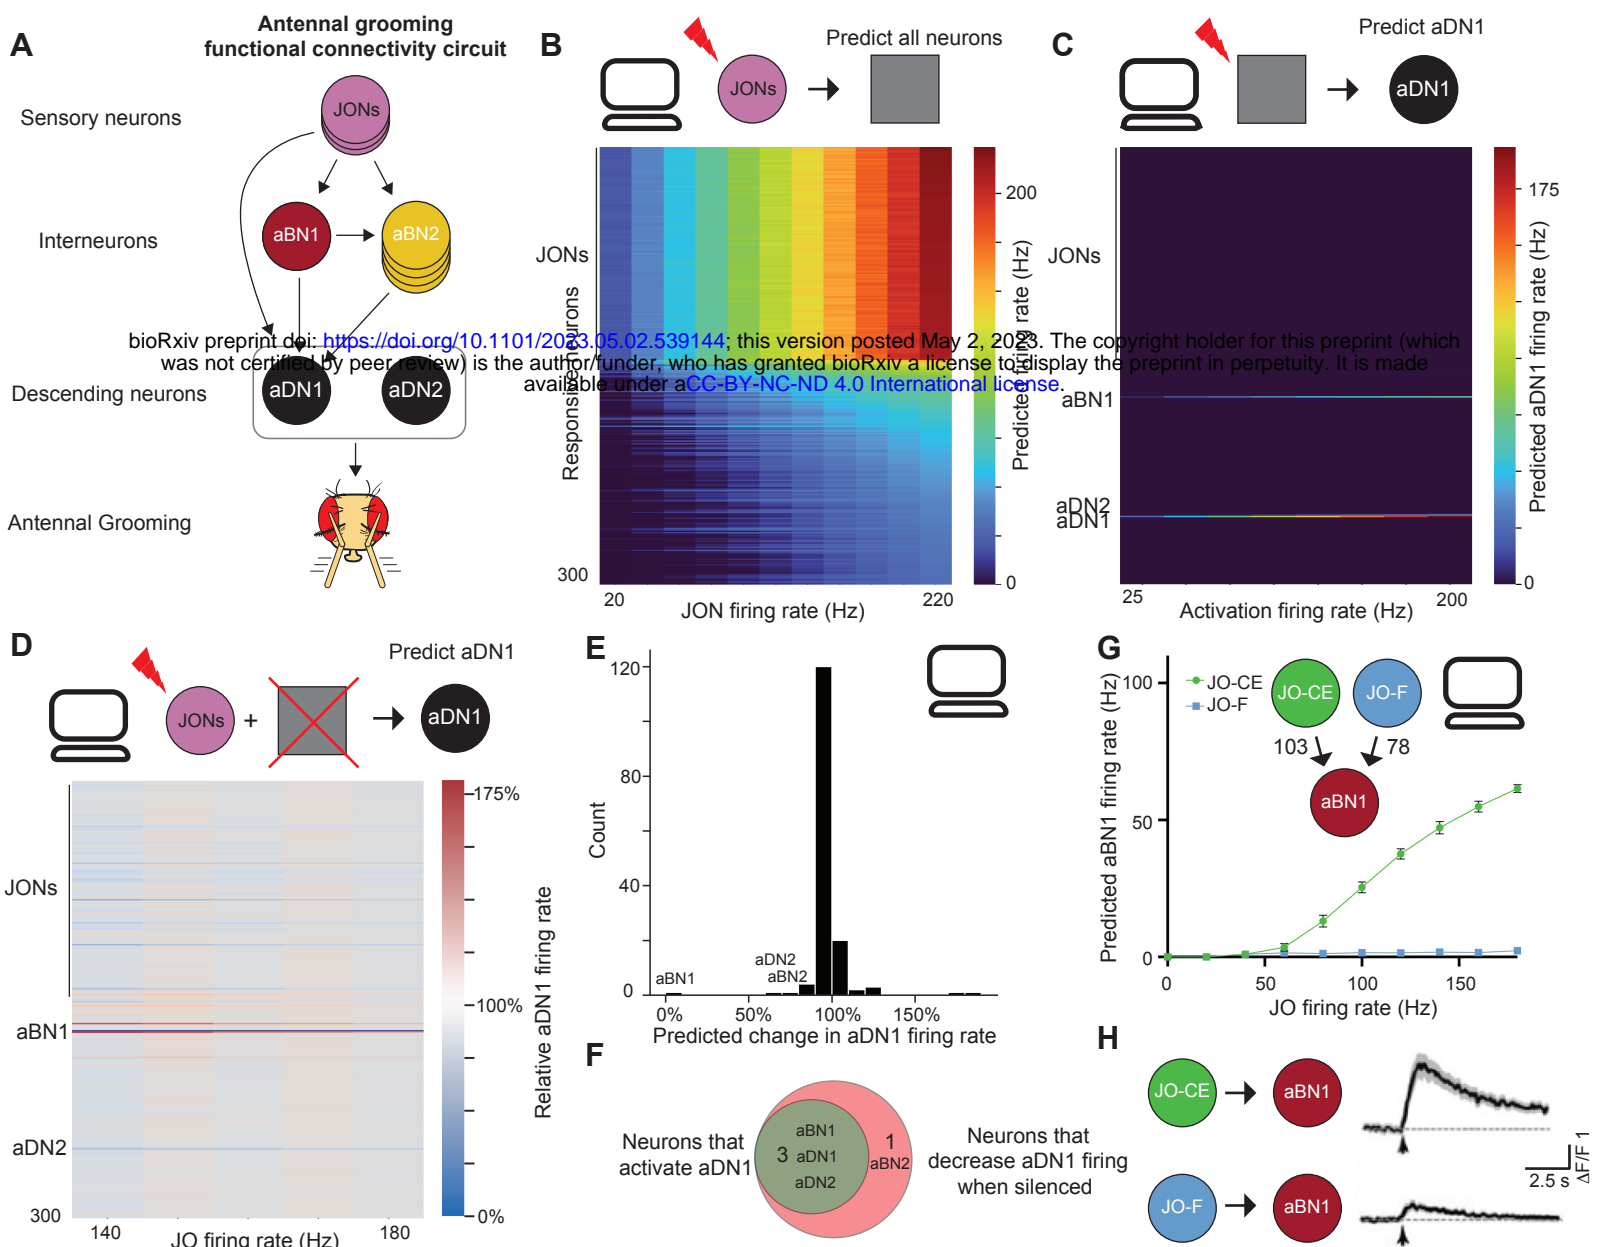 A
Antennal grooming
functional connectivity circuit
Sensory neurons
JONs
Interneurons
aBN1
aBN2
Descending neurons
aDN1
aDN2
Antennal Grooming
B
JONs
Predict all neurons
JONs
Responsive neurons
300
20
220
JON firing rate (Hz)
200
0
Predicted firing rate (Hz)
C
Predict aDN1
aDN1
JONs
aBN1
aDN2
aDN1
25
200
Activation firing rate (Hz)
175
0
Predicted aDN1 firing rate (Hz)
bioRxiv preprint doi: https://doi.org/10.1101/2023.05.02.539144; this version posted May 2, 2023. The copyright holder for this preprint (which
was not certified by peer review) is the author/funder, who has granted bioRxiv a license to display the preprint in perpetuity. It is made
available under aCC-BY-NC-ND 4.0 International license.
D
Predict aDN1
JONs
+
aDN1
JONs
aBN1
aDN2
300
140
180
JO firing rate (Hz)
175%
100%
0%
Relative aDN1 firing rate
E
120
80
40
0
Count
aBN1
aDN2
aBN2
0%
50%
100%
150%
Predicted change in aDN1 firing rate
F
Neurons that
activate aDN1
3
aBN1
aDN1
aDN2
1
aBN2
Neurons that
decrease aDN1 firing
when silenced
G
JO-CE
JO-F
JO-CE
JO-F
103
78
aBN1
100
50
0
Predicted aBN1 firing rate (Hz)
0
50
100
150
JO firing rate (Hz)
H
JO-CE
aBN1
JO-F
aBN1
2.5 s
ΔF/F 1